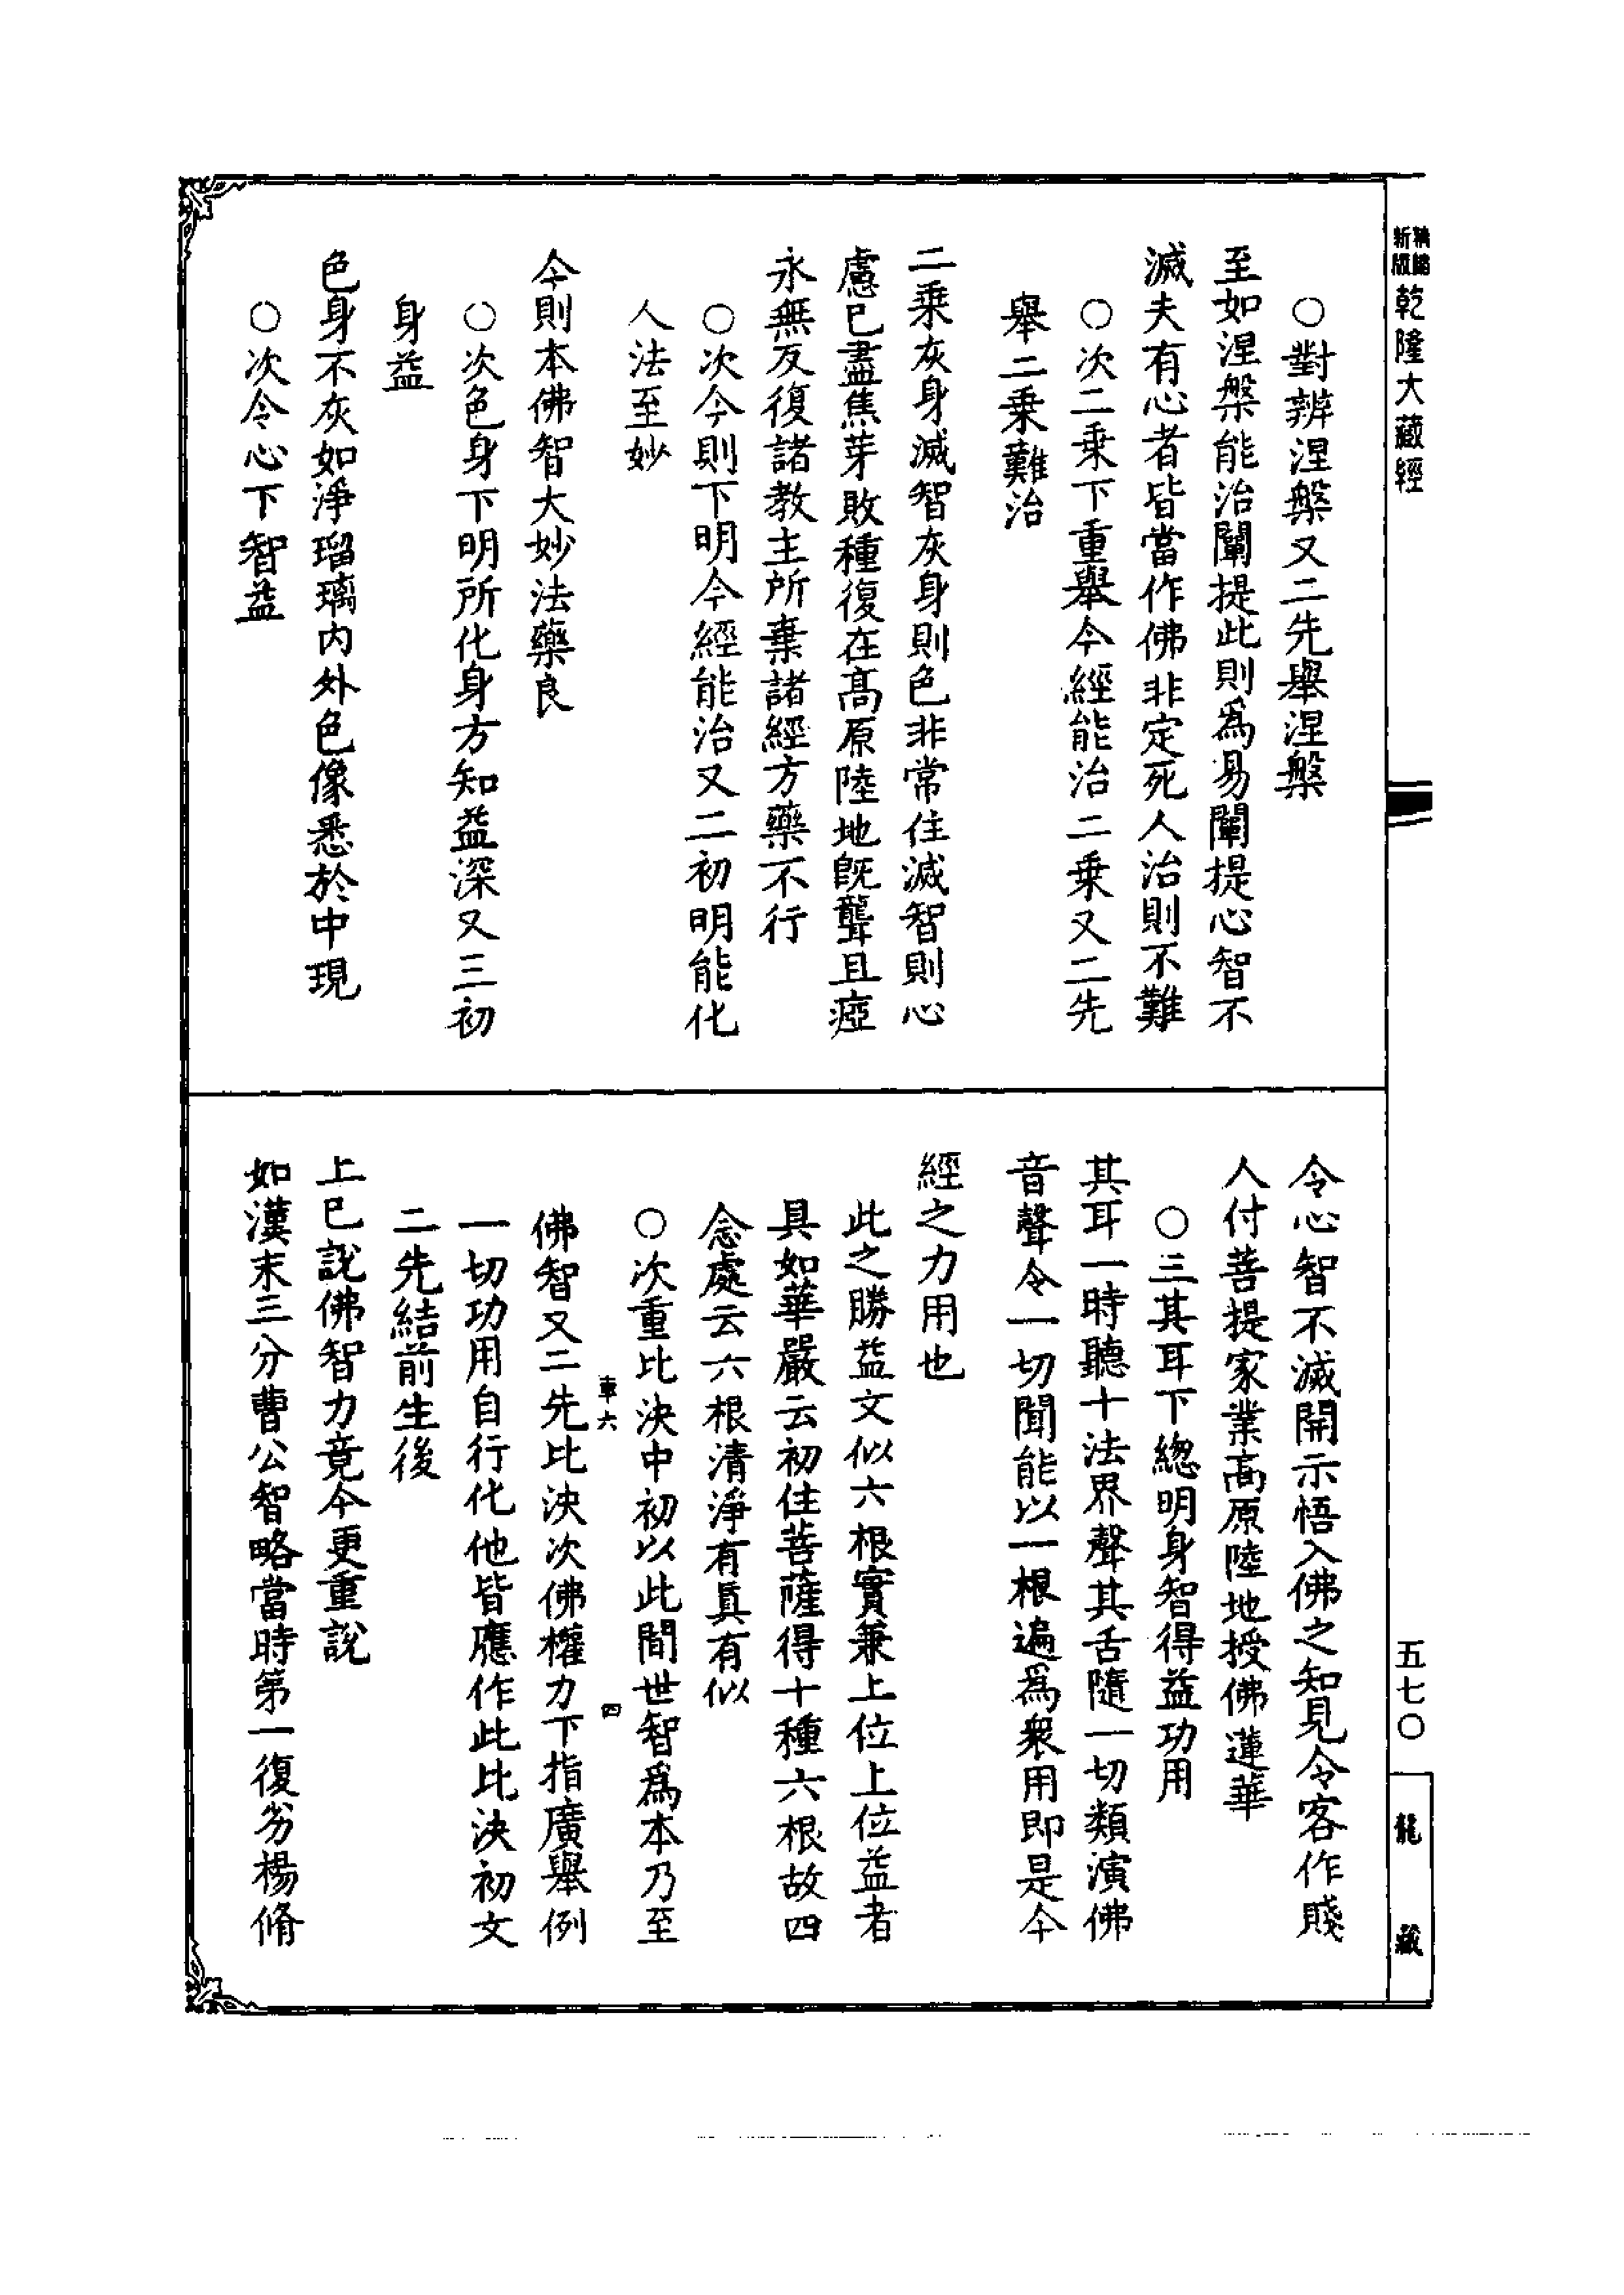 新版
精縮
乾隆大藏經
○對辨涅槃又二先舉涅槃
至如涅槃能治闡提此則爲易闡提心智不
滅夫有心者皆當作佛非定死人治則不難
○次二乘下重舉今經能治二乘又二先
舉二乘難治
二乘灰身滅智灰身則色非常住滅智則心
慮已盡焦芽敗種復在高原陸地旣聾且瘂
永無反復諸教主所棄諸經方藥不行
○次今則下明今經能治又二初明能化
人法至妙
今則本佛智大妙法藥良
○次色身下明所化身方知益深又三初
身益
色身不灰如淨瑠璃內外色像悉於中現
○次令心下智益
令心智不滅開示悟入佛之知見令客作賤
人付菩提家業高原陸地授佛蓮華
○三其耳下總明身智得益功用
其耳一時聽十法界聲其舌隨一切類演佛
音聲令一切聞能以一根遍爲衆用即是今
經之力用也
此之勝益文似六根實兼上位上位益者
具如華嚴云初住菩薩得十種六根故四
念處云六根清淨有眞有似
○次重比決中初以此間世智爲本乃至
車六 四
佛智又二先比決次佛權力下指廣舉例
一切功用自行化他皆應作此比決初文
二先結前生後
上已說佛智力竟今更重說
如漢末三分曹公智略當時第一復劣楊脩
五七〇
龍藏